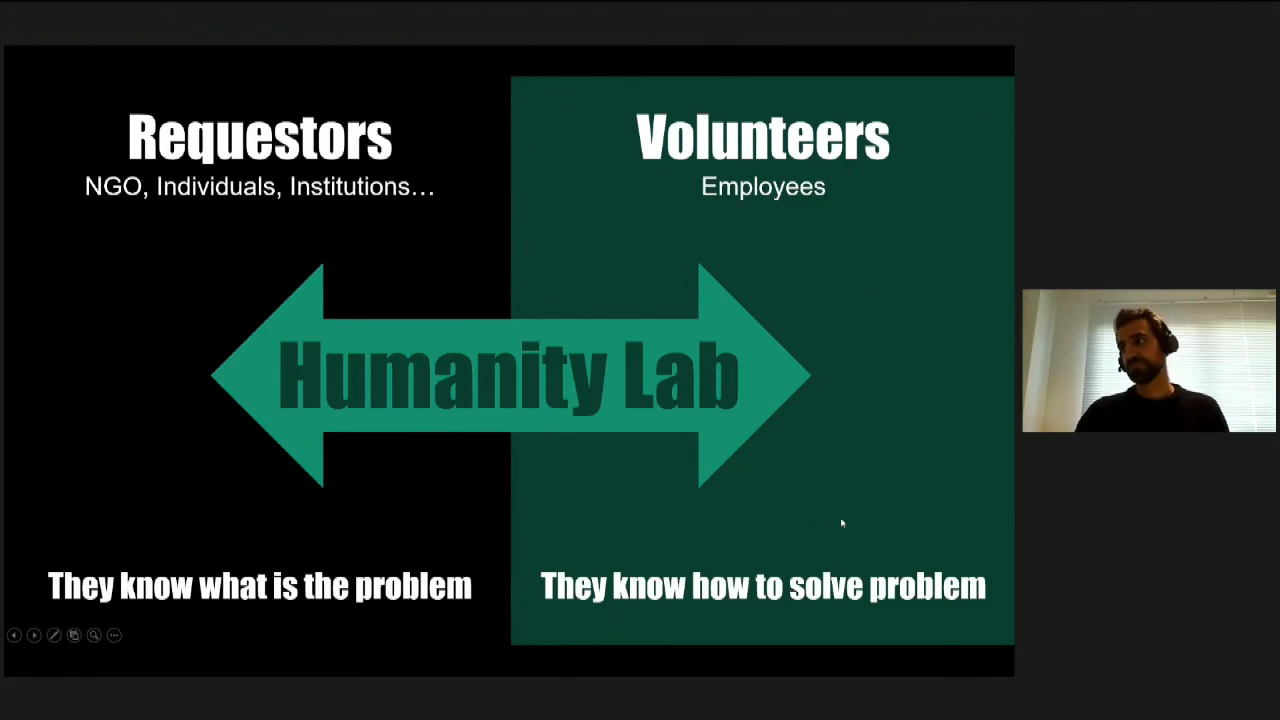 Requestors
NGO, Individuals, Institutions…
Volunteers
Employees
Humanity Lab
They know what is the problem
They know how to solve problem